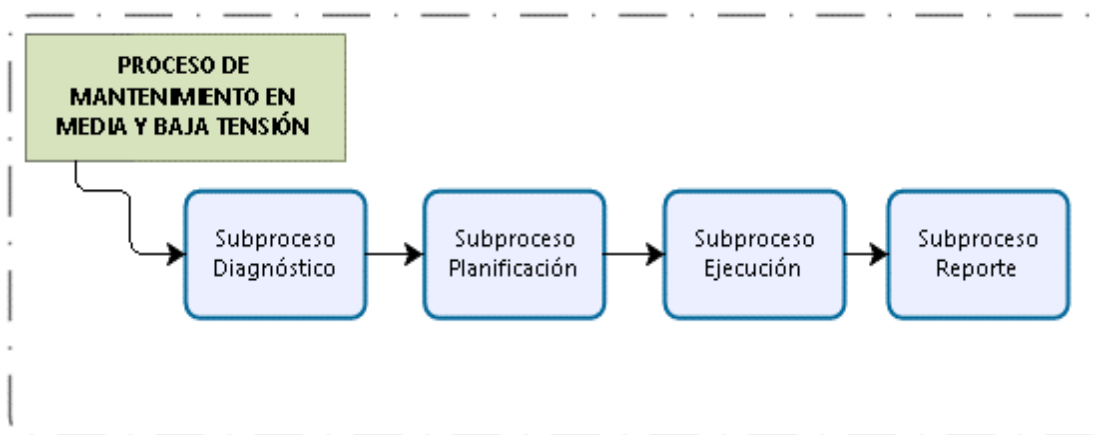 PROCESO DE
MANTENIMIENTO EN
MEDIA Y BAJA TENSIÓN
Subproceso
Diagnóstico
Subproceso
Planificación
Subproceso
Ejecución
Subproceso
Reporte